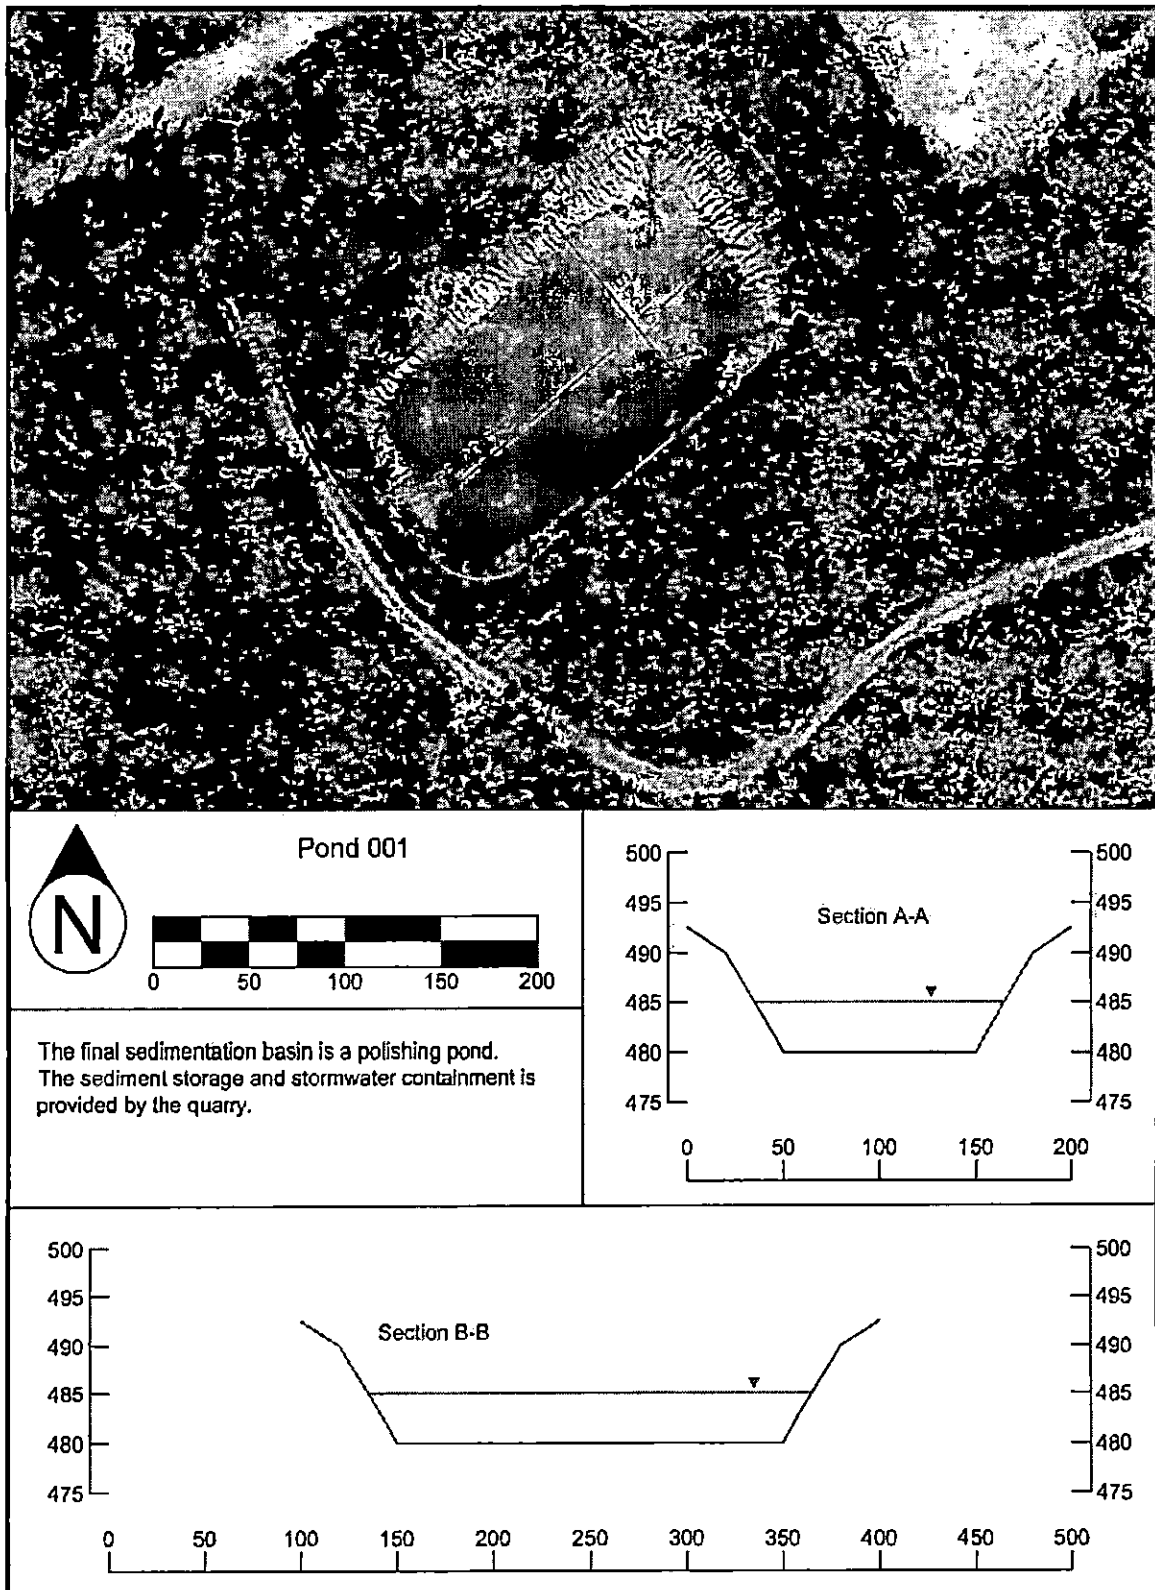 Pond 001
N
0 50 100 150 200
The final sedimentation basin is a polishing pond.
The sediment storage and stormwater containment is
provided by the quarry.
Section A-A
500 500
495 495
490 490
485 485
480 480
475 475
0 50 100 150 200
Section B-B
500 500
495 495
490 490
485 485
480 480
475 475
0 50 100 150 200 250 300 350 400 450 500